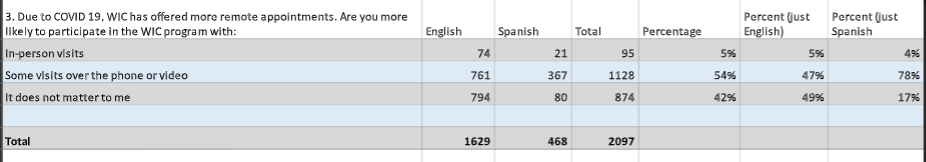 3. Due to COVID 19, WIC has offered more remote appointments. Are you more likely to participate in the WIC program with: English Spanish Total Percentage Percent (just English) Percent (just Spanish)
In-person visits 74 21 95 5% 5% 4%
Some visits over the phone or video 761 367 1128 54% 47% 78%
It does not matter to me 794 80 874 42% 49% 17%
Total 1629 468 2097